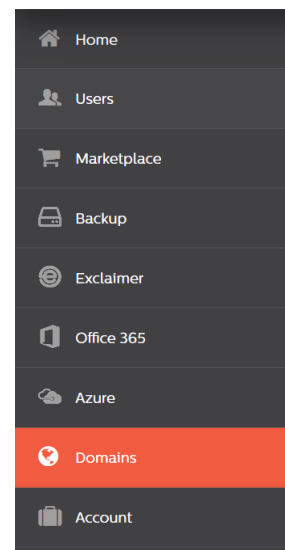 Home
Users
Marketplace
Backup
Exclaimer
Office 365
Azure
Domains
Account